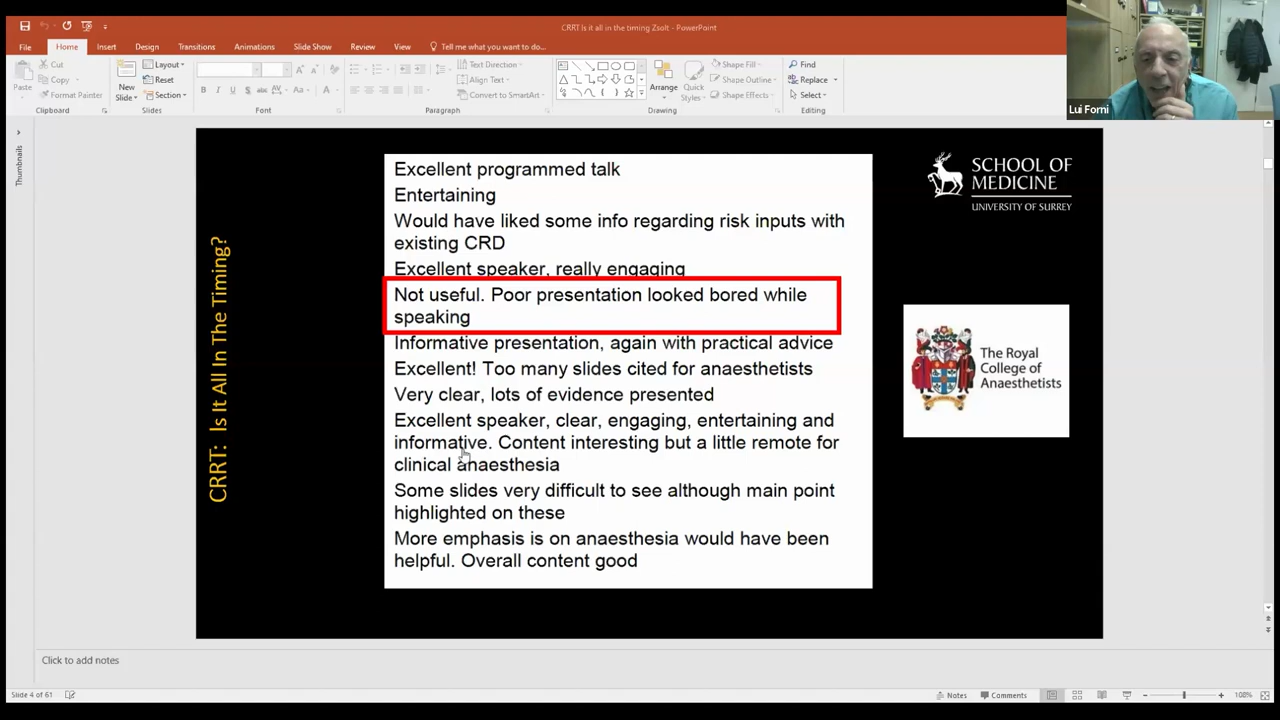 CRRT Is it all in the timing Zsolt - PowerPoint
File Home Insert Design Transitions Animations Slide Show Review View Tell me what you want to do...
Lui Forni
Paste
Cut
Copy
Format Painter
Clipboard
New
Slide
Layout
Reset
Section
Slides
B I U S abc AV Aa A
Font
Text Direction
Align Text
Convert to SmartArt
Paragraph
Arrange
Quick
Styles
Shape Fill
Shape Outline
Shape Effects
Drawing
Find
Replace
Select
Editing
Thumbnails
CRRT: Is It All In The Timing?
Excellent programmed talk
Entertaining
Would have liked some info regarding risk inputs with
existing CRD
Excellent speaker, really engaging
Not useful. Poor presentation looked bored while
speaking
Informative presentation, again with practical advice
Excellent! Too many slides cited for anaesthetists
Very clear, lots of evidence presented
Excellent speaker, clear, engaging, entertaining and
informative. Content interesting but a little remote for
clinical anaesthesia
Some slides very difficult to see although main point
highlighted on these
More emphasis is on anaesthesia would have been
helpful. Overall content good
SCHOOL OF
MEDICINE
UNIVERSITY OF SURREY
The Royal
College of
Anaesthetists
Click to add notes
Slide 4 of 61
Notes
Comments
108%